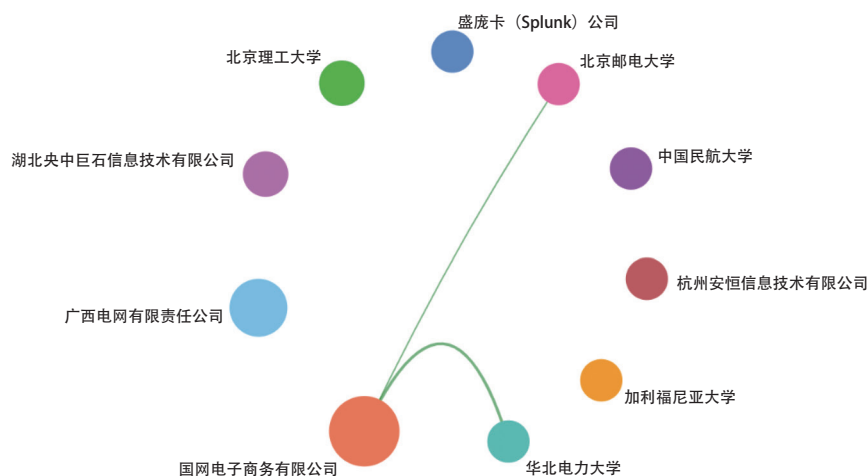 盛庞卡（Splunk）公司
北京理工大学
北京邮电大学
湖北央中巨石信息技术有限公司
中国民航大学
杭州安恒信息技术有限公司
广西电网有限责任公司
加利福尼亚大学
国网电子商务有限公司
华北电力大学